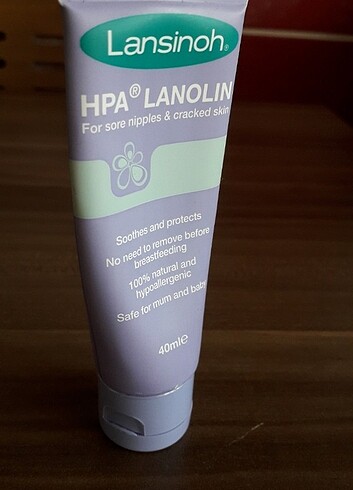 Lansinoh®
HPA® LANOLIN
For sore nipples & cracked skin
Soothes and protects
No need to remove before
breastfeeding
100% natural and
hypoallergenic
Safe for mum and baby
40ml℮